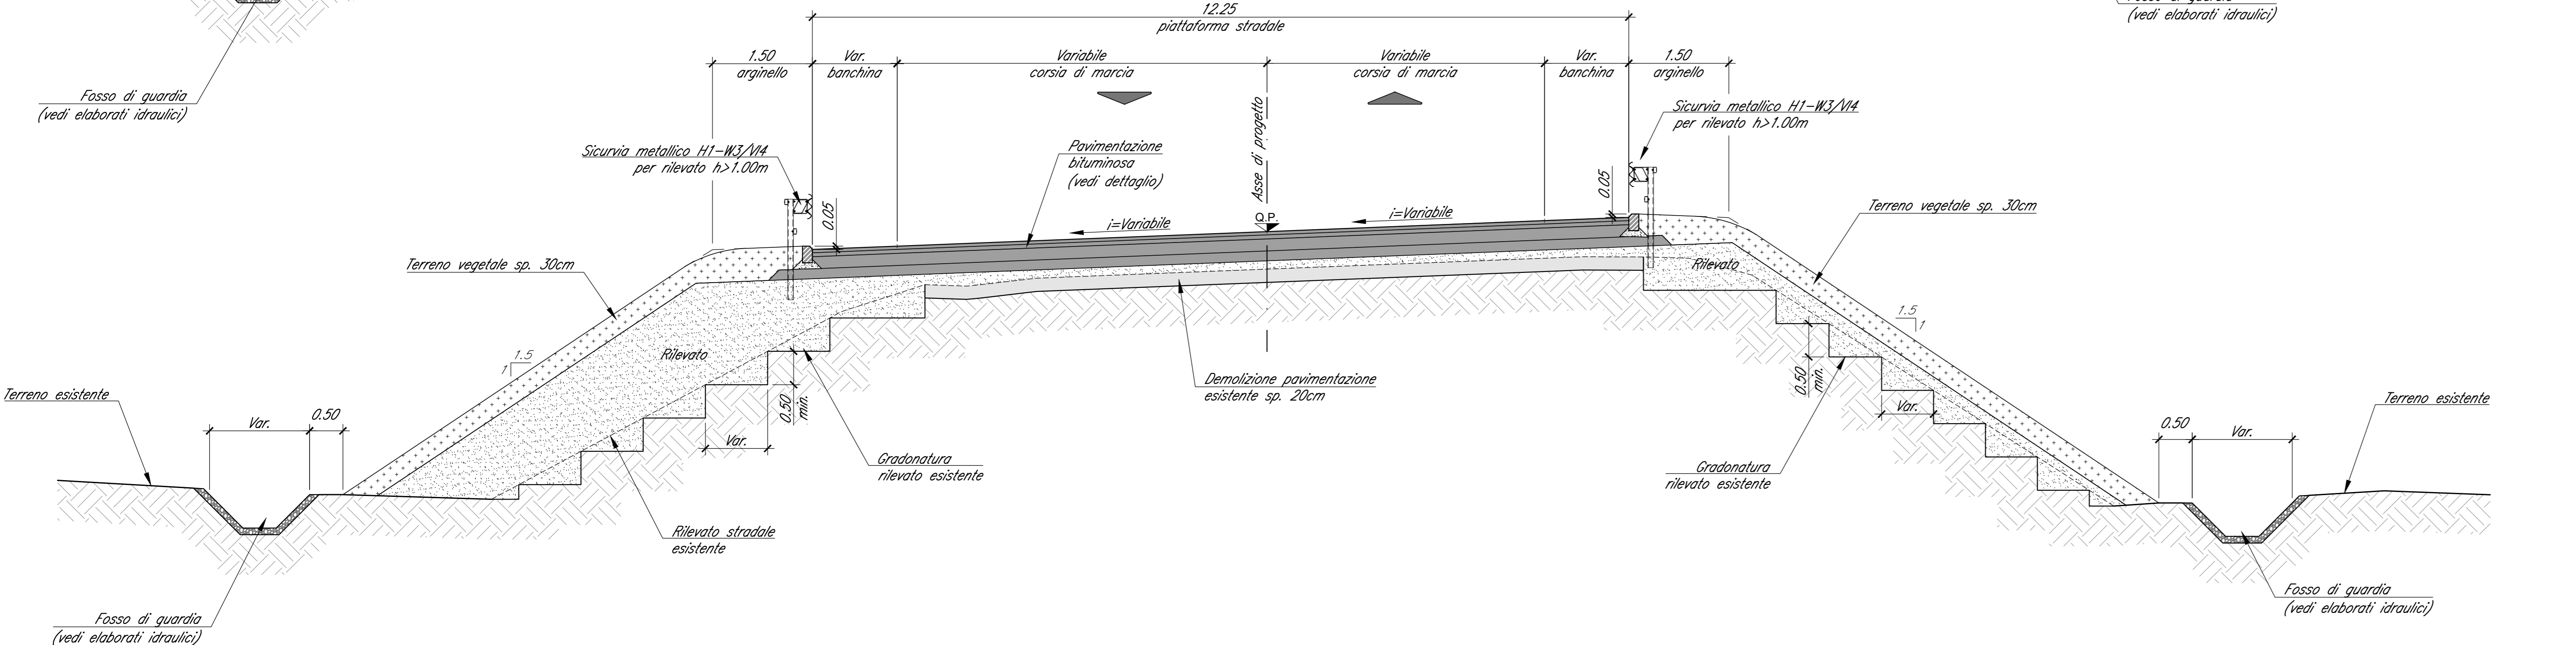 12.25
piattaforma stradale
(vedi elaborati idraulici)
1.50
arginello
Var.
banchina
Variabile
corsia di marcia
Variabile
corsia di marcia
Var.
banchina
1.50
arginello
Fosso di guardia
(vedi elaborati idraulici)
Sicurvia metallico H1-W3/VI4
per rilevato h>1.00m
Asse di progetto
Sicurvia metallico H1-W3/VI4
per rilevato h>1.00m
Pavimentazione
bituminosa
(vedi dettaglio)
0.05
0.05
Q.P.
i=Variabile
i=Variabile
Terreno vegetale sp. 30cm
Terreno vegetale sp. 30cm
Rilevato
Rilevato
1.5
1
1.5
1
Demolizione pavimentazione
esistente sp. 20cm
0.50
min.
0.50
min.
Terreno esistente
Var.
0.50
Var.
Var.
Terreno esistente
0.50
Var.
Gradonatura
rilevato esistente
Gradonatura
rilevato esistente
Rilevato stradale
esistente
Fosso di guardia
(vedi elaborati idraulici)
Fosso di guardia
(vedi elaborati idraulici)